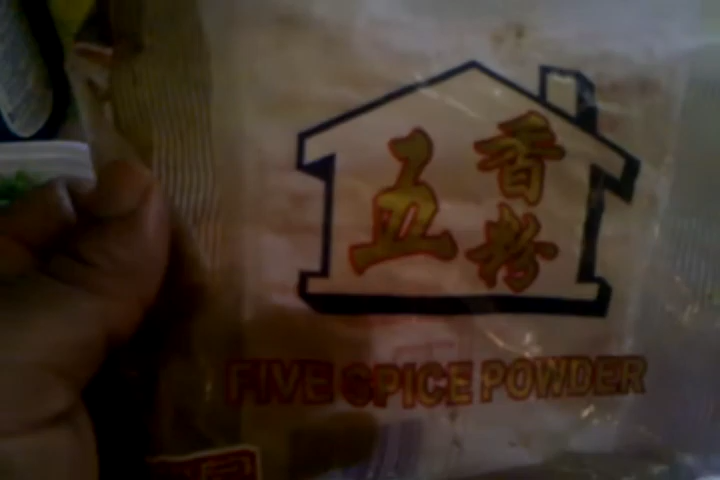 五香粉
FIVE SPICE POWDER